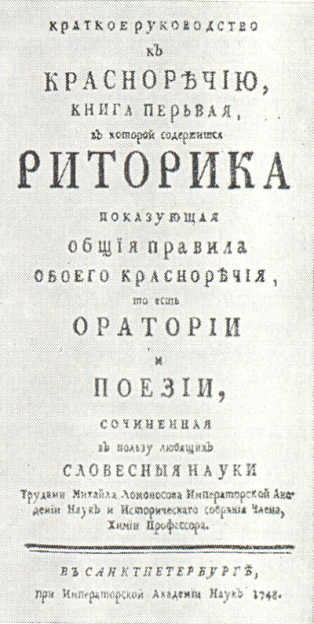 КРАТКОЕ РУКОВОДСТВО
КЪ
КРАСНОРѢЧІЮ,
КНИГА ПЕРЬВАЯ,
въ которой содержится
РИТОРИКА
ПОКАЗУЮЩАЯ
общія правила
ОБОЕГО КРАСНОРѢЧІЯ,
то есть
ОРАТОРІИ
И
ПОЕЗІИ,
СОЧИНЕННАЯ
въ пользу любящихъ
СЛОВЕСНЫЯ НАУКИ
Трудами Михайла Ломоносова Императорской Ака-
деміи Наукъ и Историческаго собранія Члена,
Химіи Профессора.
ВЪ САНКТПЕТЕРБУРГѢ,
при Императорской Академіи Наукъ 1748.